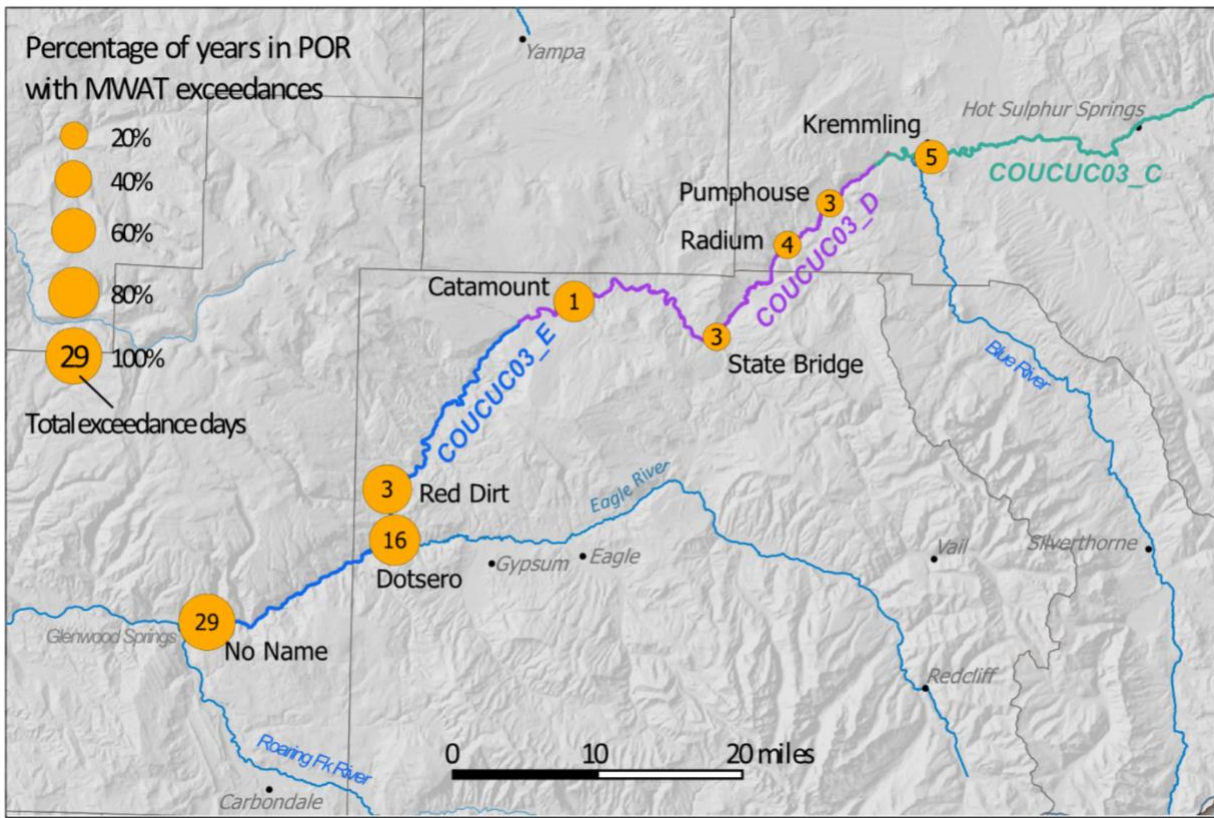 Percentage of years in POR
with MWAT exceedances
20%
40%
60%
80%
29
100%
Total exceedance days
Yampa
Hot Sulphur Springs
Kremmling
5
COUCUC03_C
Pumphouse
3
Radium
4
COUCUC03_D
Catamount
1
3
State Bridge
COUCUC03_E
Blue River
3
Red Dirt
Eagle River
16
Dotsero
Gypsum
Eagle
Vail
Silverthorne
29
No Name
Glenwood Springs
Redcliff
Roaring Fk River
Carbondale
0 10 20 miles